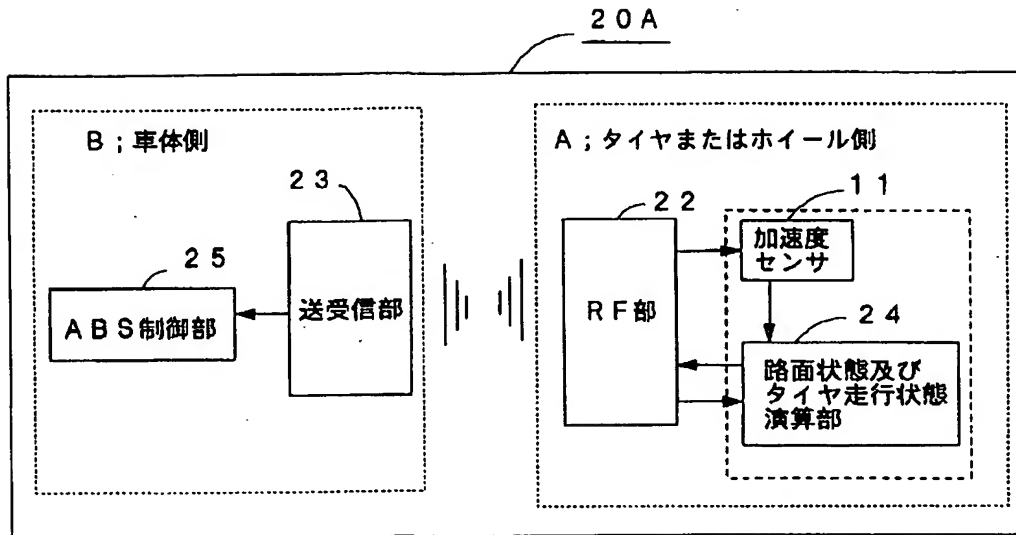 ２０Ａ
Ｂ；車体側
２３
２５
ＡＢＳ制御部
送受信部
Ａ；タイヤまたはホイール側
２２
１１
ＲＦ部
加速度
センサ
２４
路面状態及び
タイヤ走行状態
演算部